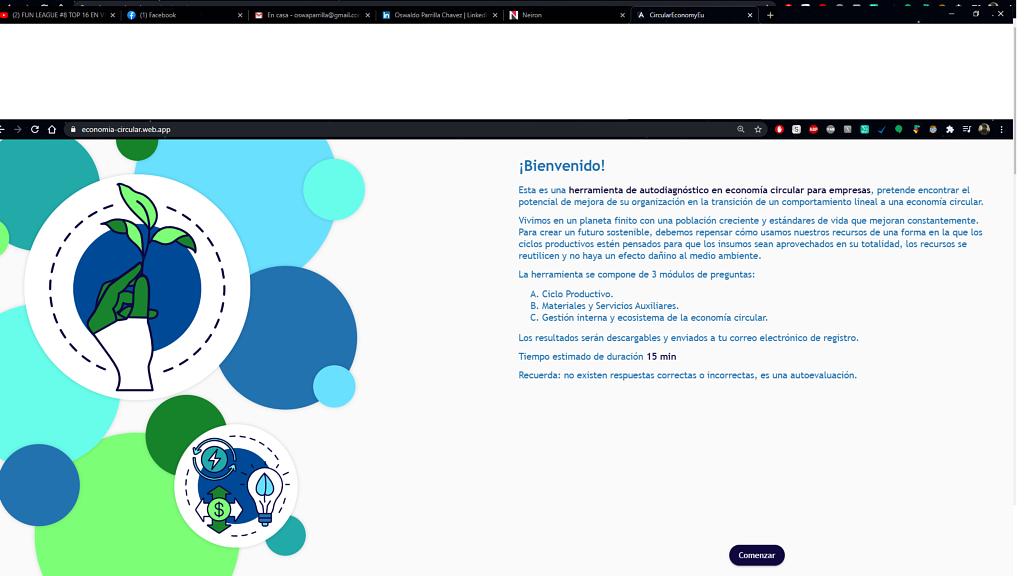 (2) FUN LEAGUE #8 TOP 16 EN V
(1) Facebook
En casa - oswaparrilla@gmail.co
Oswaldo Parrilla Chavez | Linked
Neiron
CircularEconomyEu
economia-circular.web.app
¡Bienvenido!
Esta es una herramienta de autodiagnóstico en economía circular para empresas, pretende encontrar el
potencial de mejora de su organización en la transición de un comportamiento lineal a una economía circular.
Vivimos en un planeta finito con una población creciente y estándares de vida que mejoran constantemente.
Para crear un futuro sostenible, debemos repensar cómo usamos nuestros recursos de una forma en la que los
ciclos productivos estén pensados para que los insumos sean aprovechados en su totalidad, los recursos se
reutilicen y no haya un efecto dañino al medio ambiente.
La herramienta se compone de 3 módulos de preguntas:
A. Ciclo Productivo.
B. Materiales y Servicios Auxiliares.
C. Gestión interna y ecosistema de la economía circular.
Los resultados serán descargables y enviados a tu correo electrónico de registro.
Tiempo estimado de duración 15 min
Recuerda: no existen respuestas correctas o incorrectas, es una autoevaluación.
$
Comenzar